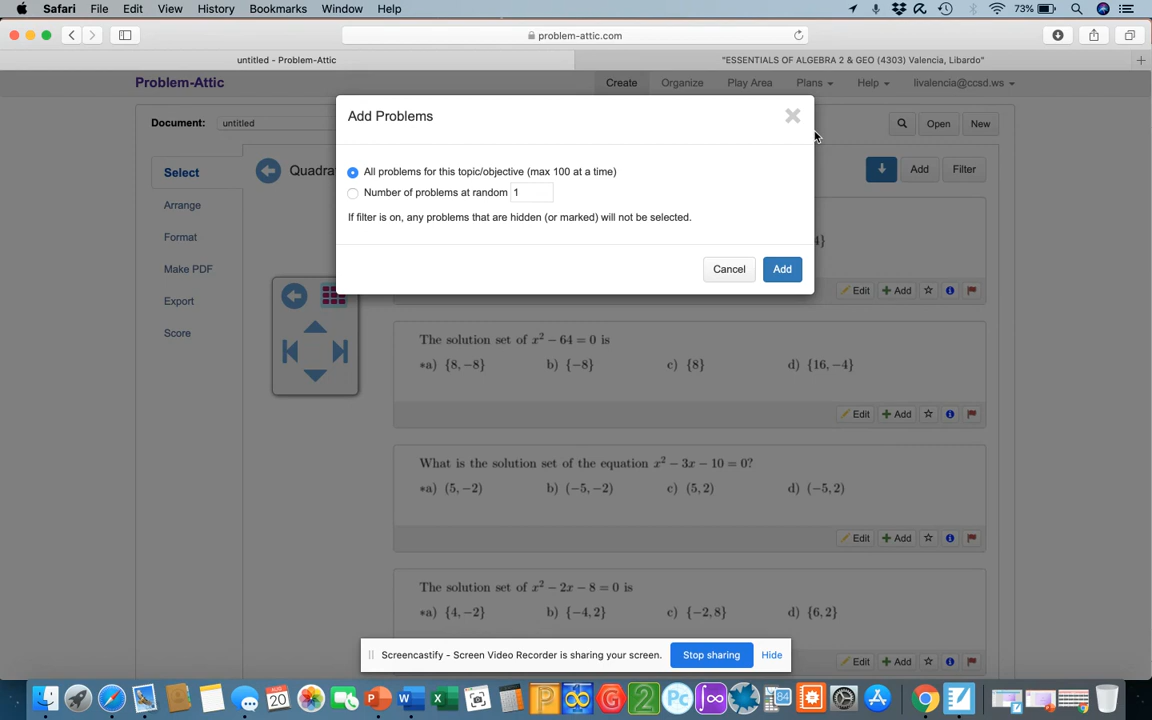 Safari File Edit View History Bookmarks Window Help 73%
problem-attic.com
untitled - Problem-Attic "ESSENTIALS OF ALGEBRA 2 & GEO (4303) Valencia, Libardo"
Problem-Attic Create Organize Play Area Plans Help livalencia@ccsd.ws
Document: untitled Open New
Add Problems
Select Quadra Add Filter
Arrange
Format
Make PDF
Export
Score
All problems for this topic/objective (max 100 at a time)
Number of problems at random 1
If filter is on, any problems that are hidden (or marked) will not be selected.
Cancel Add
4}
Edit Add
The solution set of x² − 64 = 0 is
*a) {8, −8} b) {−8} c) {8} d) {16, −4}
Edit Add
What is the solution set of the equation x² − 3x − 10 = 0?
*a) (5, −2) b) (−5, −2) c) (5, 2) d) (−5, 2)
Edit Add
The solution set of x² − 2x − 8 = 0 is
*a) {4, −2} b) {−4, 2} c) {−2, 8} d) {6, 2}
Edit Add
Screencastify - Screen Video Recorder is sharing your screen. Stop sharing Hide
AUG 20 P W X P G 2 Pc 84